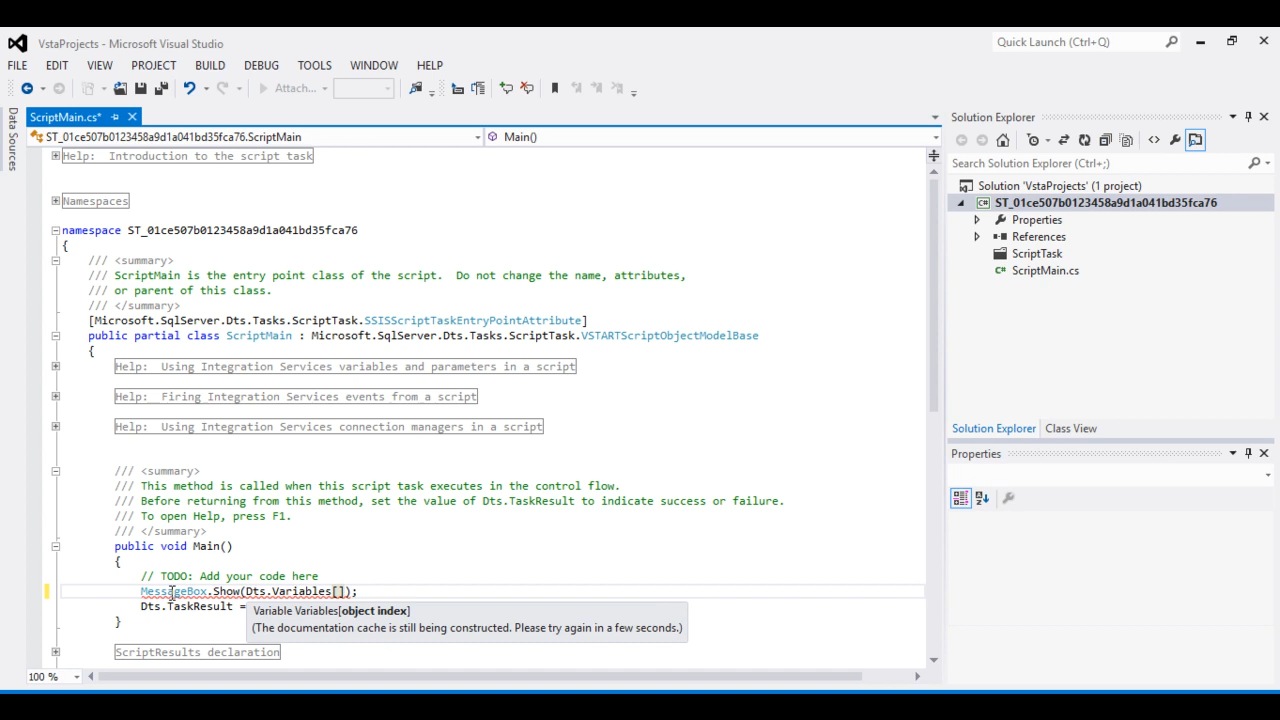 VstaProjects - Microsoft Visual Studio
Quick Launch (Ctrl+Q)
FILE EDIT VIEW PROJECT BUILD DEBUG TOOLS WINDOW HELP
Attach...
Data Sources
ScriptMain.cs*
ST_01ce507b0123458a9d1a041bd35fca76.ScriptMain
Main()
Help:  Introduction to the script task
Namespaces
namespace ST_01ce507b0123458a9d1a041bd35fca76
{
/// <summary>
/// ScriptMain is the entry point class of the script.  Do not change the name, attributes,
/// or parent of this class.
/// </summary>
[Microsoft.SqlServer.Dts.Tasks.ScriptTask.SSISScriptTaskEntryPointAttribute]
public partial class ScriptMain : Microsoft.SqlServer.Dts.Tasks.ScriptTask.VSTARTScriptObjectModelBase
{
Help:  Using Integration Services variables and parameters in a script
Help:  Firing Integration Services events from a script
Help:  Using Integration Services connection managers in a script
/// <summary>
/// This method is called when this script task executes in the control flow.
/// Before returning from this method, set the value of Dts.TaskResult to indicate success or failure.
/// To open Help, press F1.
/// </summary>
public void Main()
{
// TODO: Add your code here
MessageBox.Show(Dts.Variables[]);
Dts.TaskResult =
Variable Variables[object index]
(The documentation cache is still being constructed. Please try again in a few seconds.)
}
ScriptResults declaration
100 %
Solution Explorer
Search Solution Explorer (Ctrl+;)
Solution 'VstaProjects' (1 project)
ST_01ce507b0123458a9d1a041bd35fca76
Properties
References
ScriptTask
ScriptMain.cs
Solution Explorer Class View
Properties